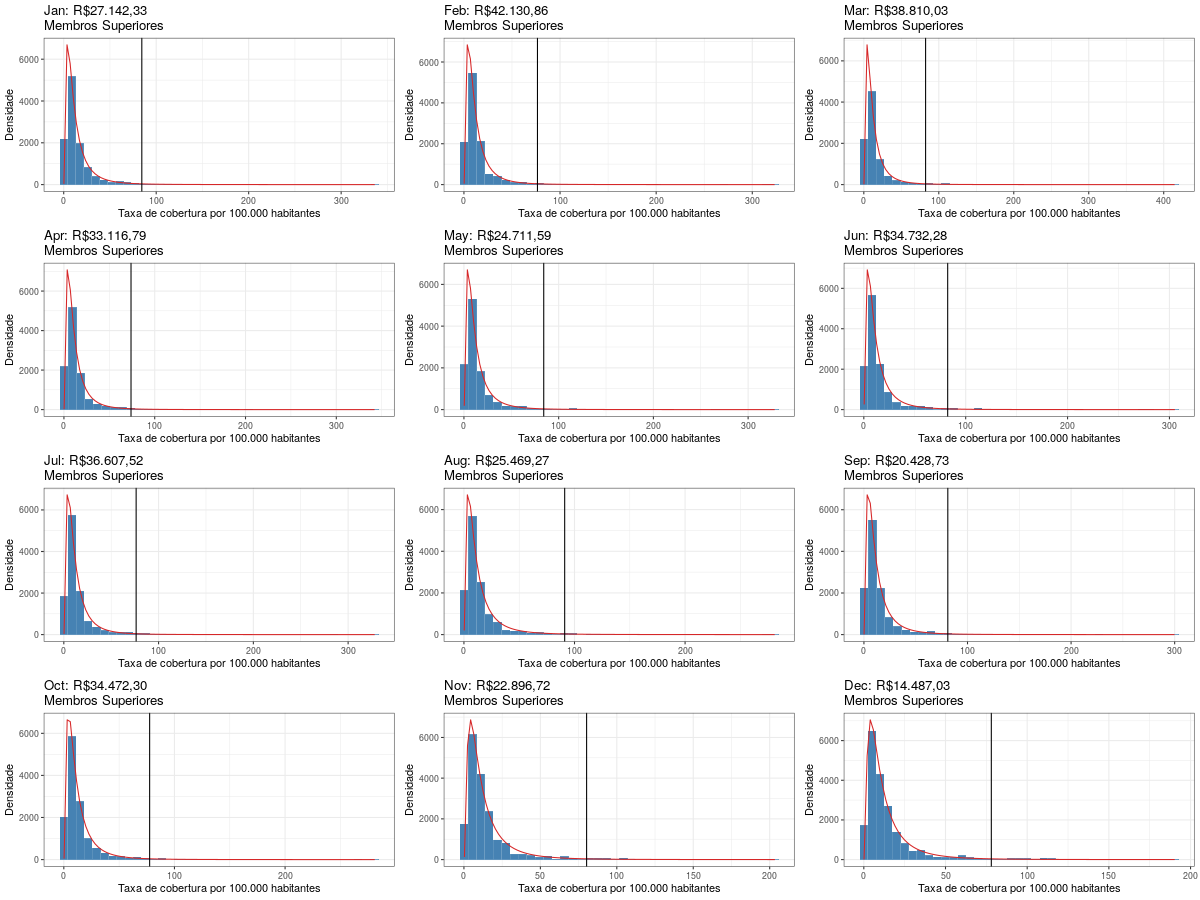 Jan: R$27.142,33
Membros Superiores
Densidade
6000
4000
2000
0
0 100 200 300
Taxa de cobertura por 100.000 habitantes
Feb: R$42.130,86
Membros Superiores
Densidade
6000
4000
2000
0
0 100 200 300
Taxa de cobertura por 100.000 habitantes
Mar: R$38.810,03
Membros Superiores
Densidade
6000
4000
2000
0
0 100 200 300 400
Taxa de cobertura por 100.000 habitantes
Apr: R$33.116,79
Membros Superiores
Densidade
6000
4000
2000
0
0 100 200 300
Taxa de cobertura por 100.000 habitantes
May: R$24.711,59
Membros Superiores
Densidade
6000
4000
2000
0
0 100 200 300
Taxa de cobertura por 100.000 habitantes
Jun: R$34.732,28
Membros Superiores
Densidade
6000
4000
2000
0
0 100 200 300
Taxa de cobertura por 100.000 habitantes
Jul: R$36.607,52
Membros Superiores
Densidade
6000
4000
2000
0
0 100 200 300
Taxa de cobertura por 100.000 habitantes
Aug: R$25.469,27
Membros Superiores
Densidade
6000
4000
2000
0
0 100 200
Taxa de cobertura por 100.000 habitantes
Sep: R$20.428,73
Membros Superiores
Densidade
6000
4000
2000
0
0 100 200 300
Taxa de cobertura por 100.000 habitantes
Oct: R$34.472,30
Membros Superiores
Densidade
6000
4000
2000
0
0 100 200
Taxa de cobertura por 100.000 habitantes
Nov: R$22.896,72
Membros Superiores
Densidade
6000
4000
2000
0
0 50 100 150 200
Taxa de cobertura por 100.000 habitantes
Dec: R$14.487,03
Membros Superiores
Densidade
6000
4000
2000
0
0 50 100 150 200
Taxa de cobertura por 100.000 habitantes